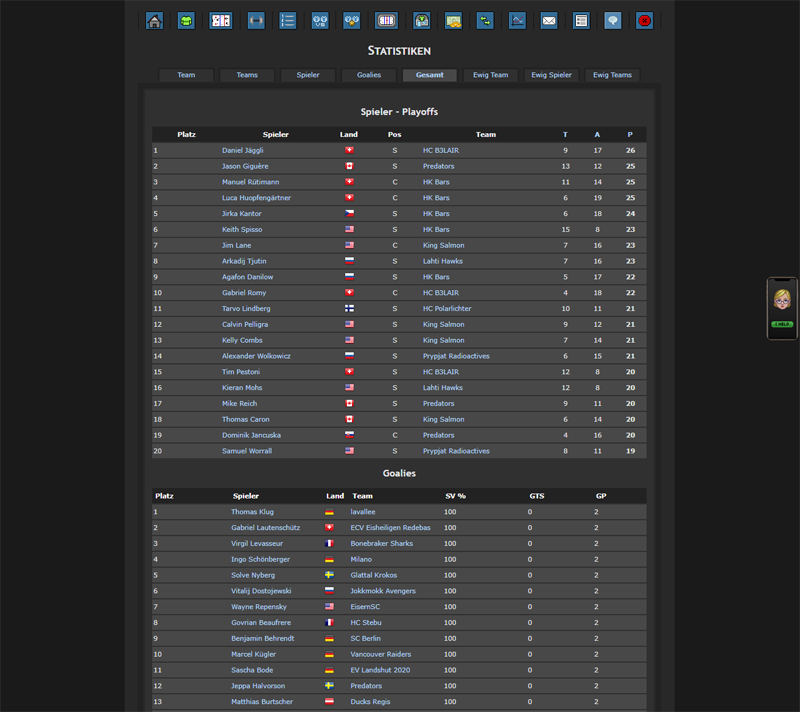 STATISTIKEN
Team Teams Spieler Goalies Gesamt Ewig Team Ewig Spieler Ewig Teams
Spieler - Playoffs
Platz Spieler Land Pos Team T A P
1 Daniel Jäggli S HC B3LAIR 9 17 26
2 Jason Giguère S Predators 13 12 25
3 Manuel Rütimann C HK Bars 11 14 25
4 Luca Huopfengärtner C HK Bars 6 19 25
5 Jirka Kantor S HK Bars 6 18 24
6 Keith Spisso S HK Bars 15 8 23
7 Jim Lane C King Salmon 7 16 23
8 Arkadij Tjutin S Lahti Hawks 7 16 23
9 Agafon Danilow S HK Bars 5 17 22
10 Gabriel Romy C HC B3LAIR 4 18 22
11 Tarvo Lindberg S HC Polarlichter 10 11 21
12 Calvin Pelligra S King Salmon 9 12 21
13 Kelly Combs S King Salmon 7 14 21
14 Alexander Wolkowicz S Prypjat Radioactives 6 15 21
15 Tim Pestoni S HC B3LAIR 12 8 20
16 Kieran Mohs S Lahti Hawks 12 8 20
17 Mike Reich S Predators 9 11 20
18 Thomas Caron S King Salmon 6 14 20
19 Dominik Jancuska C Predators 4 16 20
20 Samuel Worrall S Prypjat Radioactives 8 11 19
Goalies
Platz Spieler Land Team SV % GTS GP
1 Thomas Klug lavallee 100 0 2
2 Gabriel Lautenschütz ECV Eisheiligen Redebas 100 0 2
3 Virgil Levasseur Bonebraker Sharks 100 0 2
4 Ingo Schönberger Milano 100 0 2
5 Solve Nyberg Glattal Krokos 100 0 2
6 Vitalij Dostojewski Jokkmokk Avengers 100 0 2
7 Wayne Repensky EisernSC 100 0 2
8 Govrian Beaufrere HC Stebu 100 0 2
9 Benjamin Behrendt SC Berlin 100 0 2
10 Marcel Kügler Vancouver Raiders 100 0 2
11 Sascha Bode EV Landshut 2020 100 0 2
12 Jeppa Halvorson Predators 100 0 2
13 Matthias Burtscher Ducks Regis 100 0 2